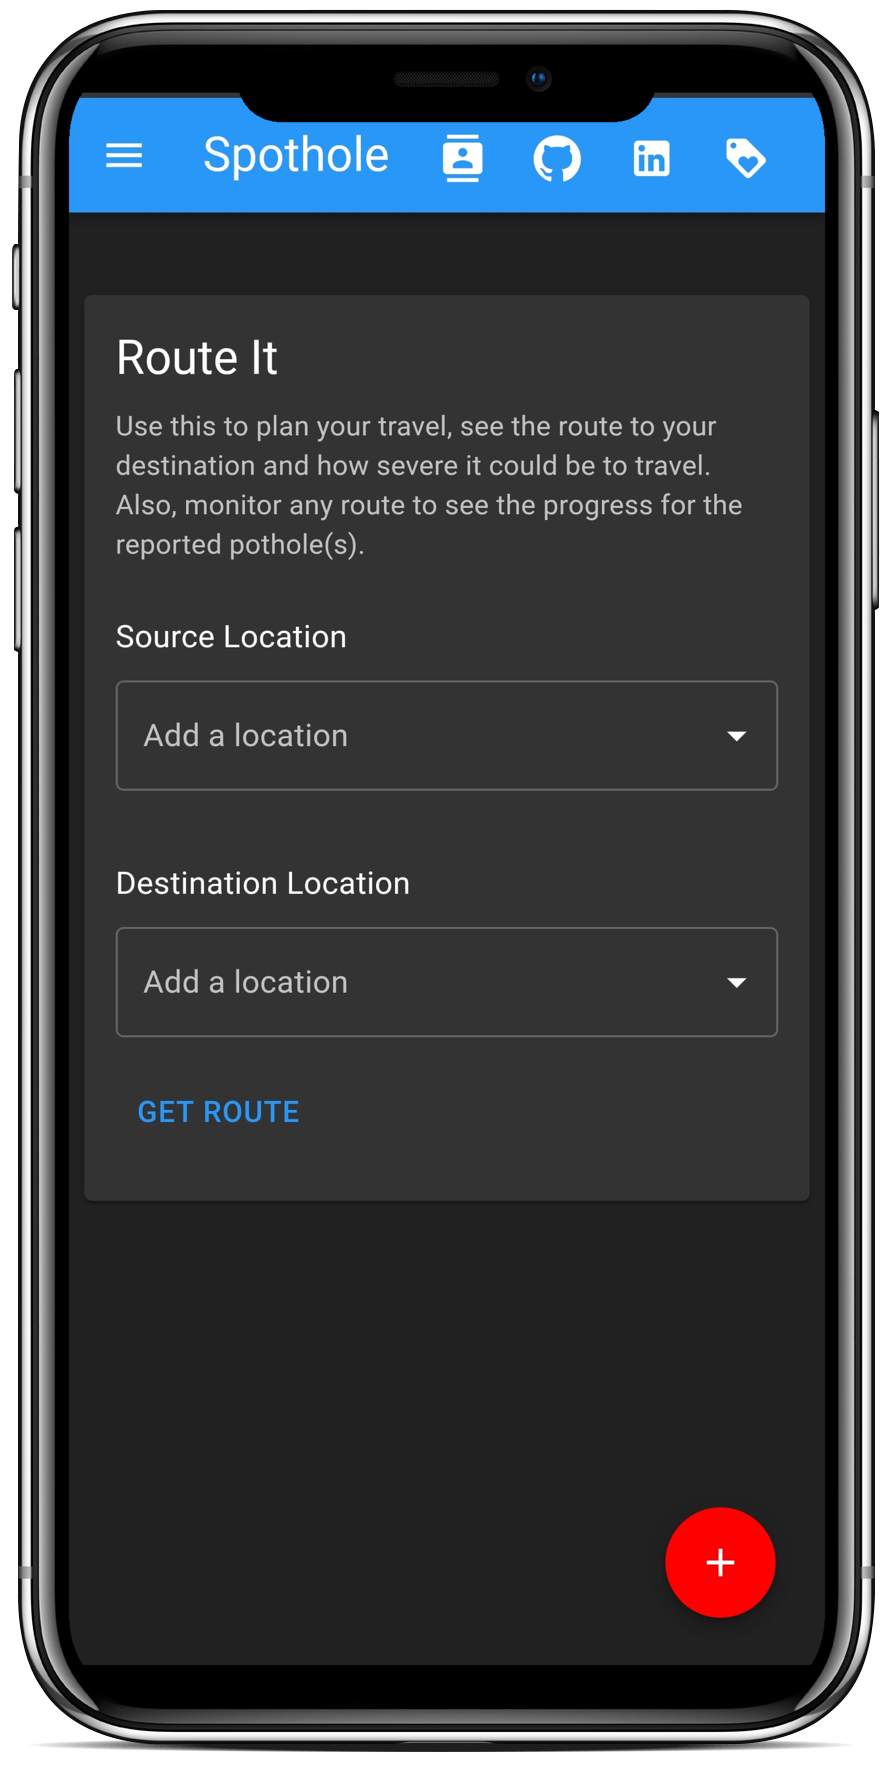 Spothole
Route It
Use this to plan your travel, see the route to your
destination and how severe it could be to travel.
Also, monitor any route to see the progress for the
reported pothole(s).
Source Location
Add a location
Destination Location
Add a location
GET ROUTE